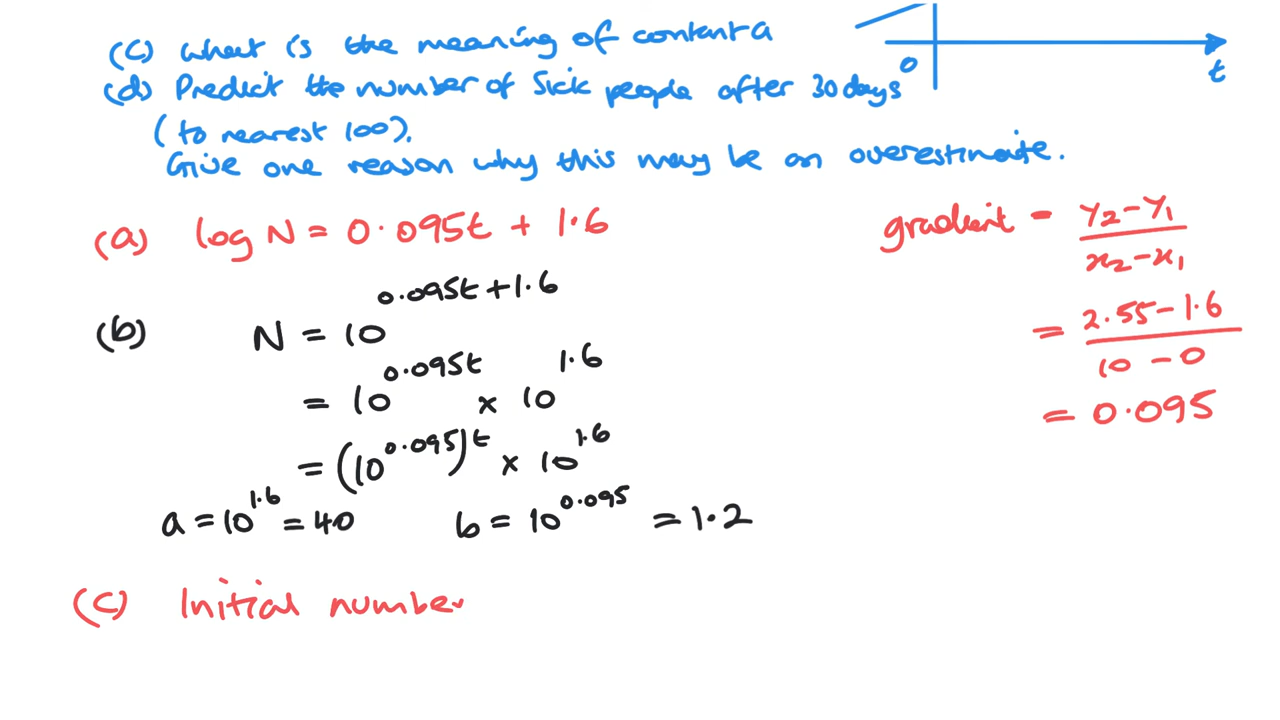 (c) what is the meaning of contant a
(d) Predict the number of sick people after 30 days
(to nearest 100).
Give one reason why this may be an overestimate.
0
t
(a) log N = 0.095t + 1.6
gradient = y₂-y₁ / x₂-x₁
= 2.55-1.6 / 10-0
= 0.095
(b) N = 10^(0.095t+1.6)
= 10^(0.095t) × 10^(1.6)
= (10^(0.095))^t × 10^(1.6)
a = 10^(1.6) = 40 b = 10^(0.095) = 1.2
(c) Initial number